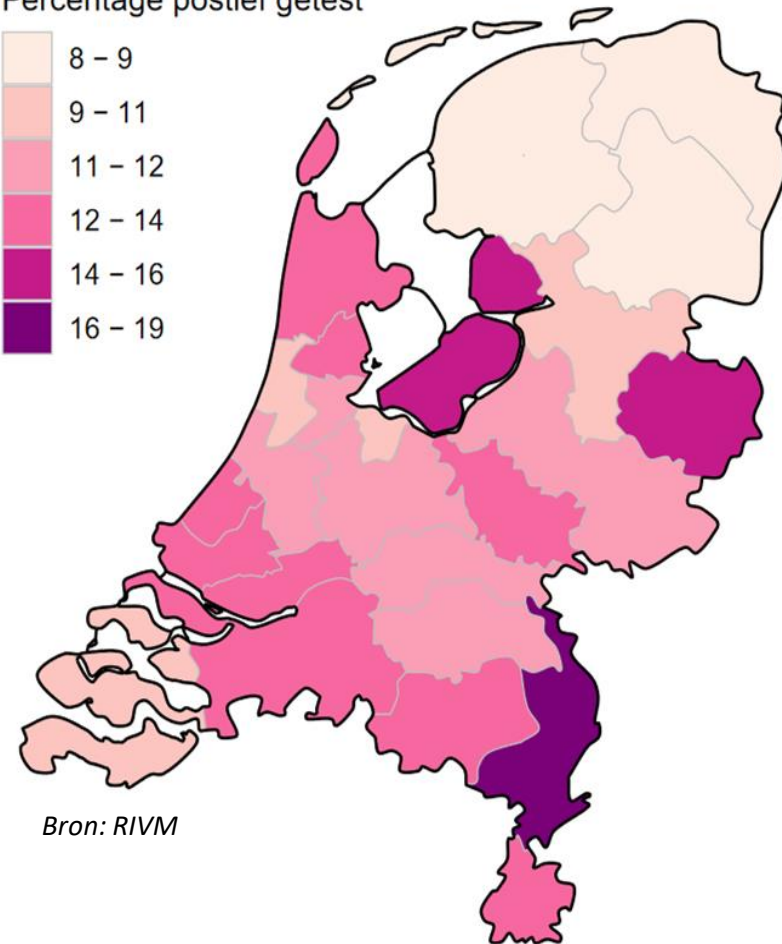 Percentage postief getest
8 – 9
9 – 11
11 – 12
12 – 14
14 – 16
16 – 19
Bron: RIVM